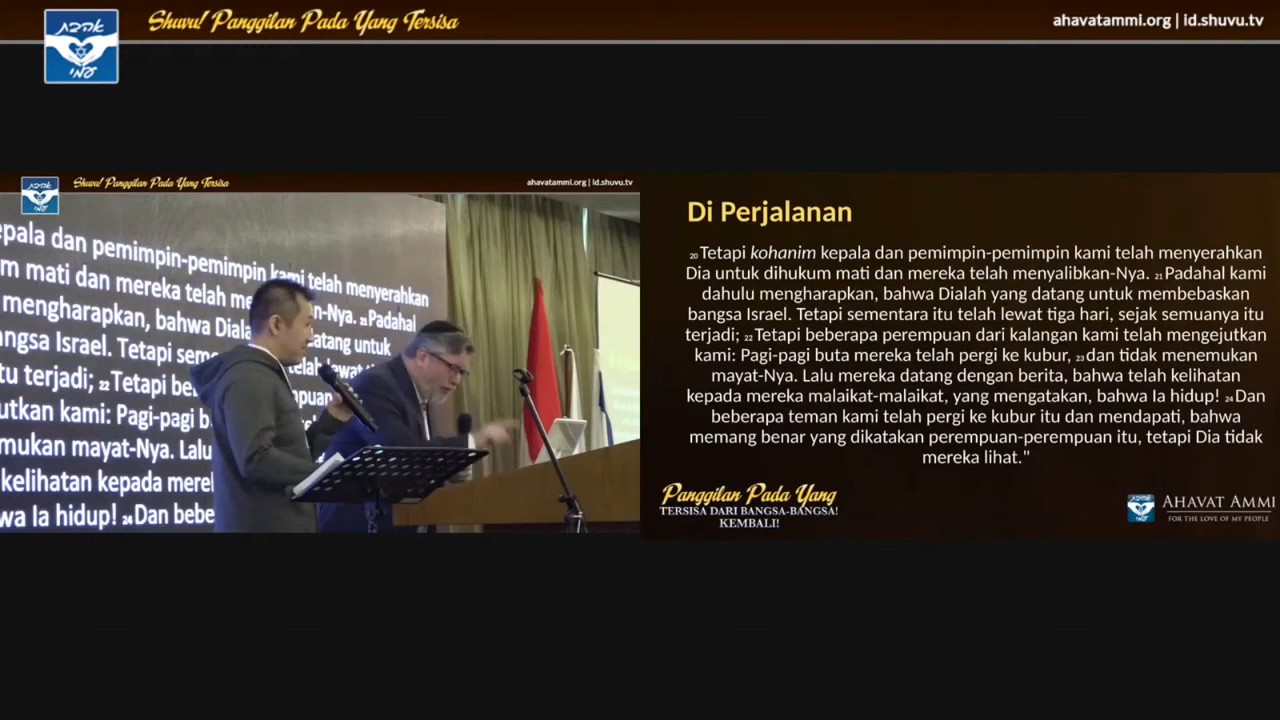 אהבת
עמי
Shuvu! Panggilan Pada Yang Tersisa
ahavatammi.org | id.shuvu.tv
Shuvu! Panggilan Pada Yang Tersisa
ahavatammi.org | id.shuvu.tv
epala dan pemimpin-pemimpin kami telah menyerahkan
m mati dan mereka telah me n-Nya. 21 Padahal
mengharapkan, bahwa Diala atang untuk
angsa Israel. Tetapi seme telah lewat
tu terjadi; 22 Tetapi be mpuan
utkan kami: Pagi-pagi b
mukan mayat-Nya. Lalu
kelihatan kepada merel
wa Ia hidup! 24 Dan bebe
Di Perjalanan
20 Tetapi kohanim kepala dan pemimpin-pemimpin kami telah menyerahkan
Dia untuk dihukum mati dan mereka telah menyalibkan-Nya. 21 Padahal kami
dahulu mengharapkan, bahwa Dialah yang datang untuk membebaskan
bangsa Israel. Tetapi sementara itu telah lewat tiga hari, sejak semuanya itu
terjadi; 22 Tetapi beberapa perempuan dari kalangan kami telah mengejutkan
kami: Pagi-pagi buta mereka telah pergi ke kubur, 23 dan tidak menemukan
mayat-Nya. Lalu mereka datang dengan berita, bahwa telah kelihatan
kepada mereka malaikat-malaikat, yang mengatakan, bahwa Ia hidup! 24 Dan
beberapa teman kami telah pergi ke kubur itu dan mendapati, bahwa
memang benar yang dikatakan perempuan-perempuan itu, tetapi Dia tidak
mereka lihat."
Panggilan Pada Yang
TERSISA DARI BANGSA-BANGSA!
KEMBALI!
AHAVAT AMMI
FOR THE LOVE OF MY PEOPLE